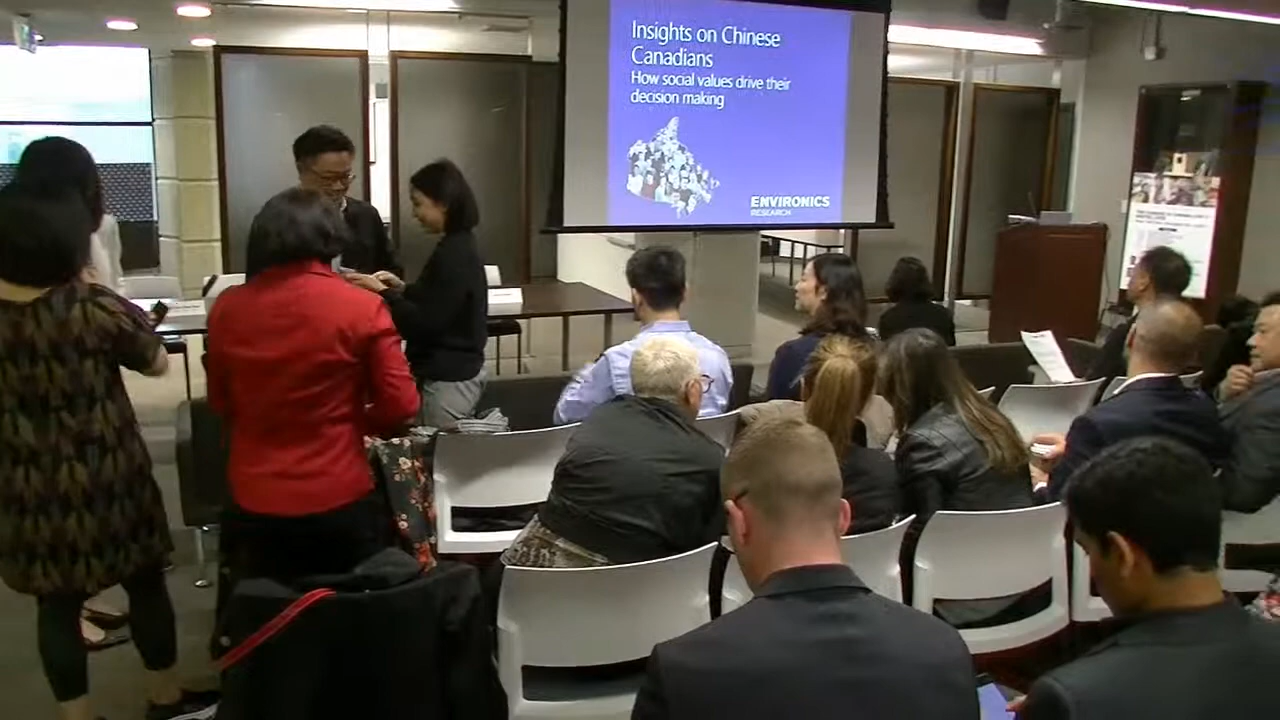 Insights on Chinese
Canadians
How social values drive their
decision making
ENVIRONICS
RESEARCH